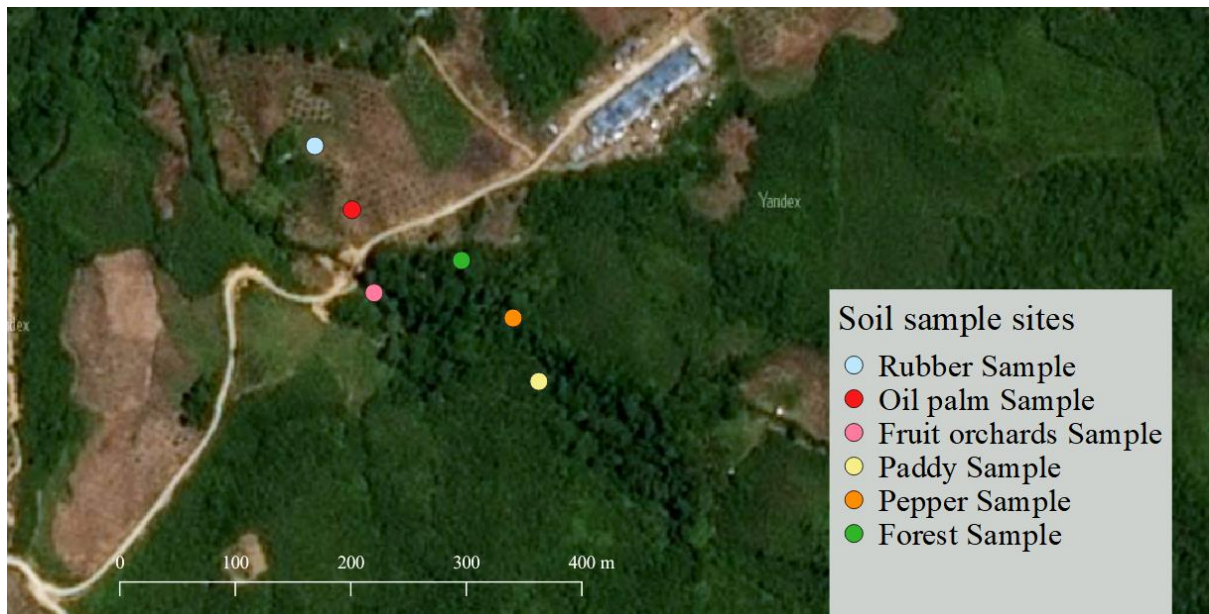 Yandex
dex
Soil sample sites
Rubber Sample
Oil palm Sample
Fruit orchards Sample
Paddy Sample
Pepper Sample
Forest Sample
0 100 200 300 400 m